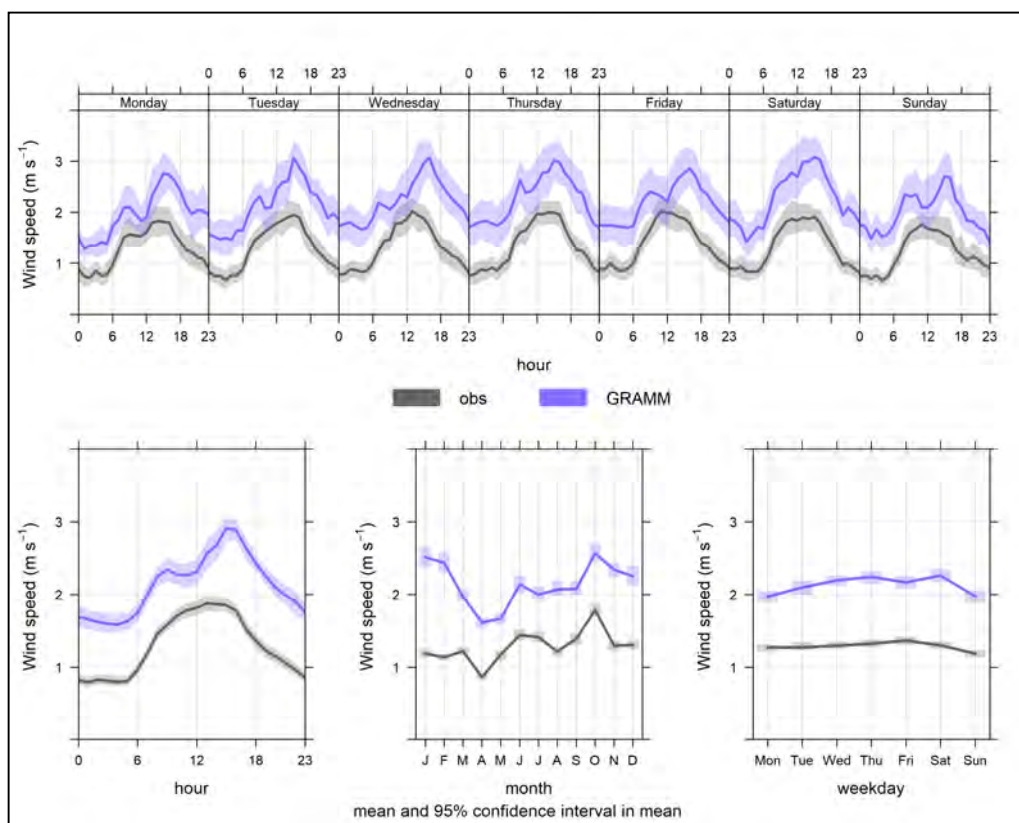 0 6 12 18 23 0 6 12 18 23 0 6 12 18 23
Monday Tuesday Wednesday Thursday Friday Saturday Sunday
Wind speed (m s⁻¹)
3
2
1
0 6 12 18 23 0 6 12 18 23 0 6 12 18 23 0 6 12 18 23
hour
obs GRAMM
Wind speed (m s⁻¹)
3
2
1
0 6 12 18 23
hour
Wind speed (m s⁻¹)
3
2
1
J F M A M J J A S O N D
month
Wind speed (m s⁻¹)
3
2
1
Mon Tue Wed Thu Fri Sat Sun
weekday
mean and 95% confidence interval in mean